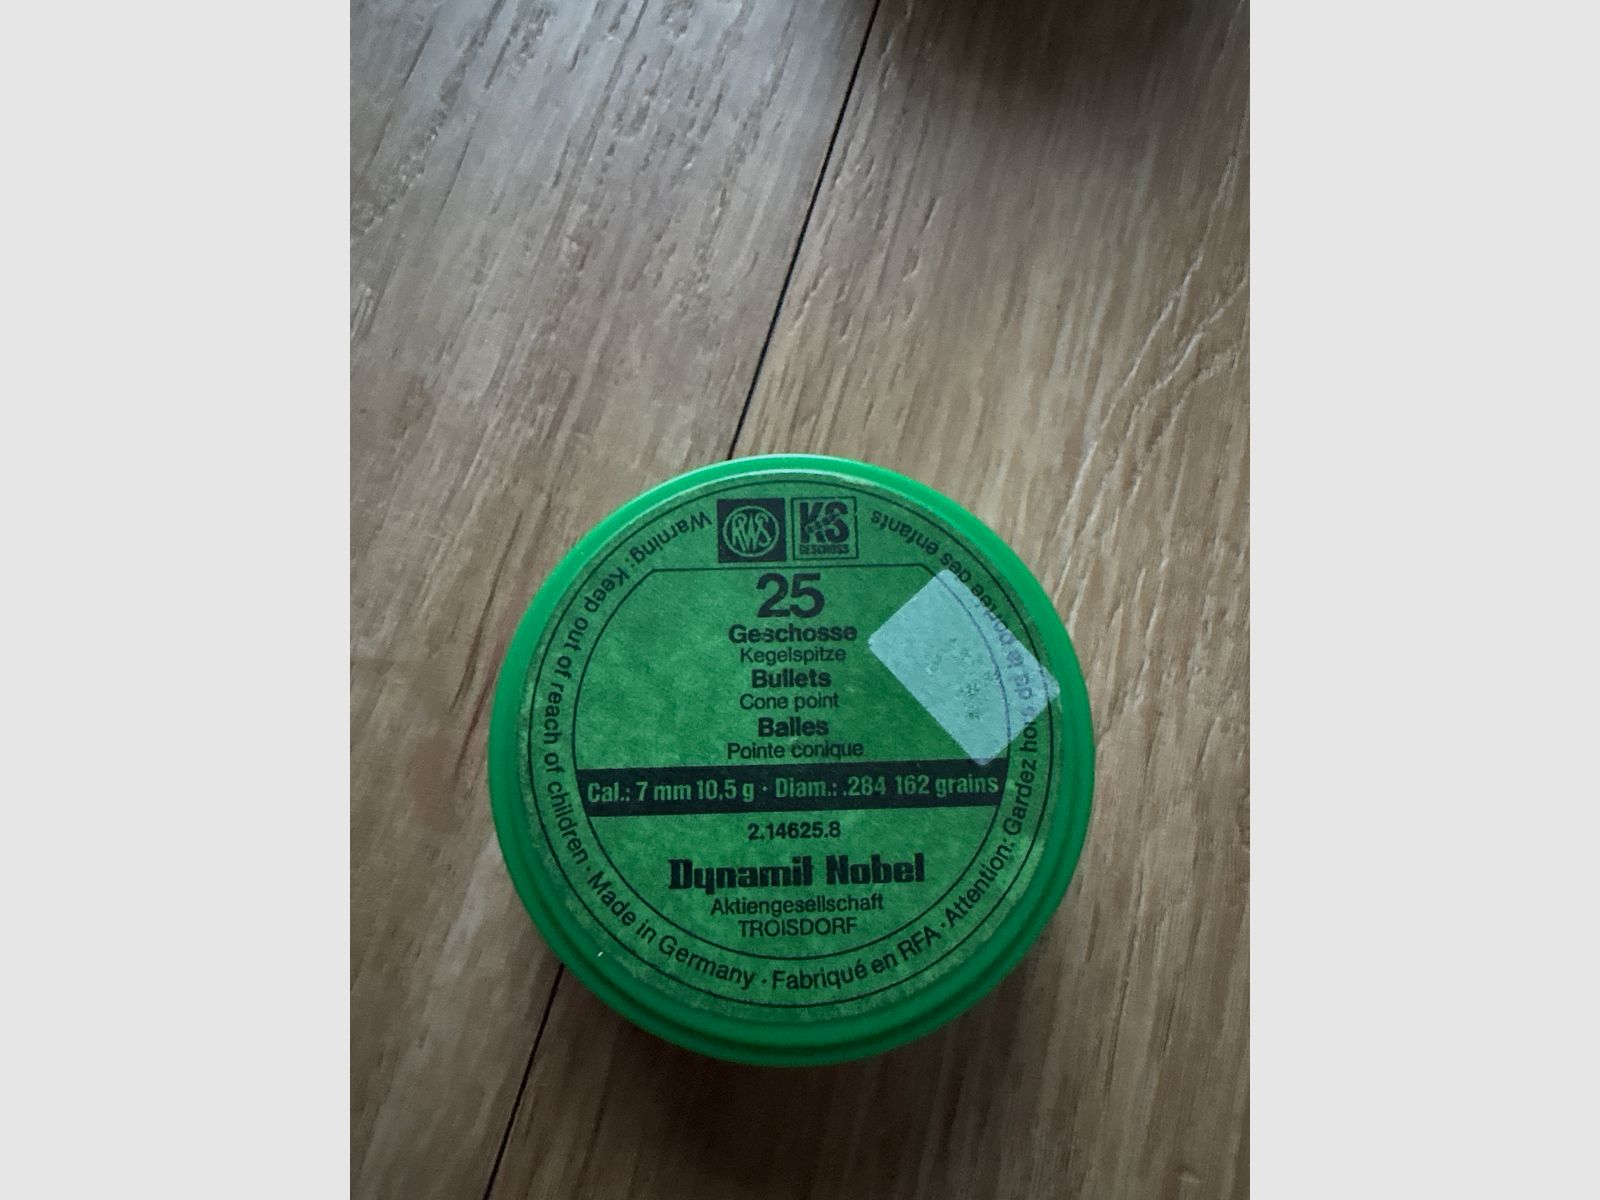 RWS
KS
GESCHOSS
25
Geschosse
Kegelspitze
Bullets
Cone point
Balles
Pointe conique
Cal.: 7 mm 10,5 g · Diam.: .284 162 grains
2.14625.8
Dynamit Nobel
Aktiengesellschaft
TROISDORF
Warning: Keep out of reach of children · Made in Germany · Fabriqué en RFA · Attention: Gardez hors de la portée des enfants